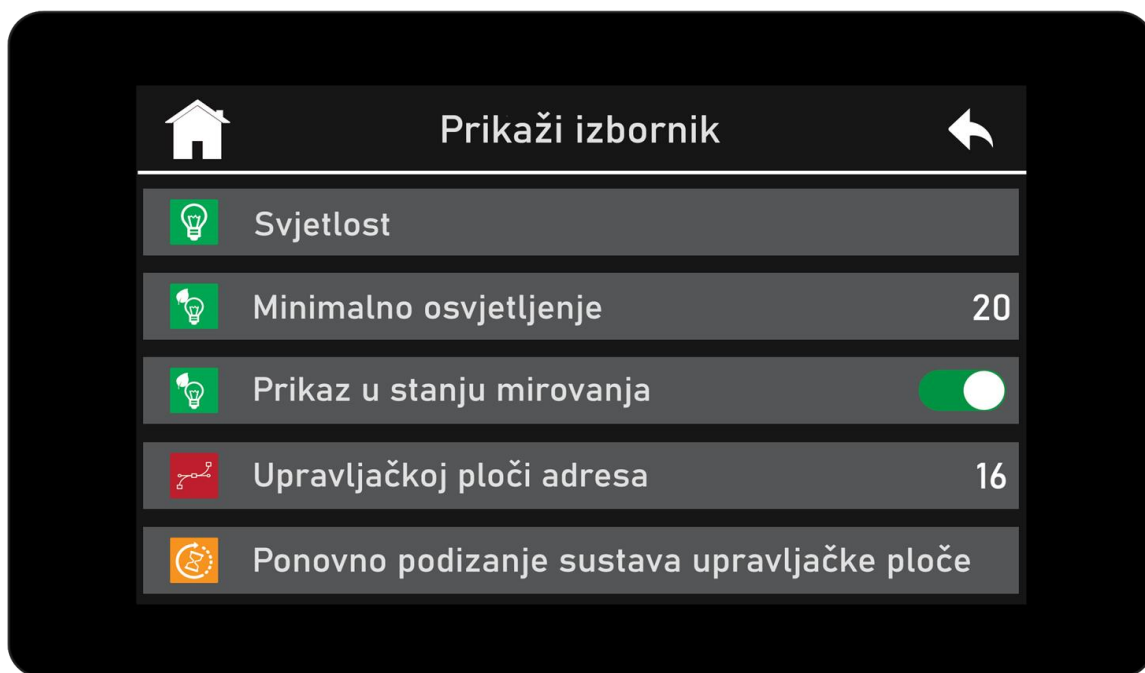 Prikaži izbornik
Svjetlost
Minimalno osvjetljenje 20
Prikaz u stanju mirovanja
Upravljačkoj ploči adresa 16
Ponovno podizanje sustava upravljačke ploče